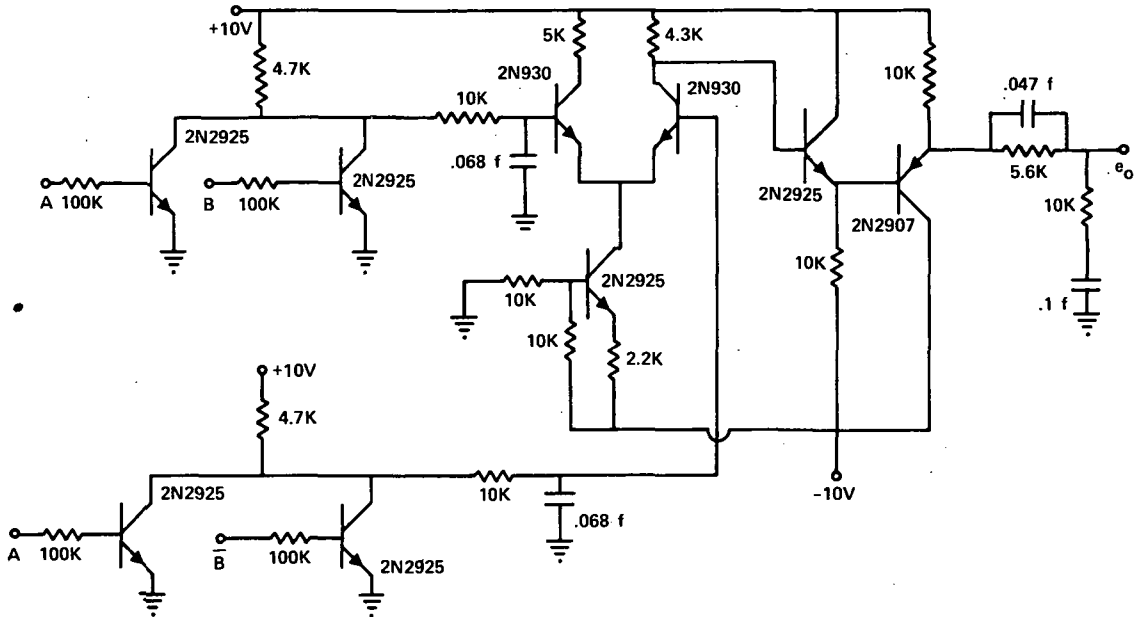 +10V
4.7K
5K
4.3K
2N930
2N930
10K
.047 f
10K
2N2925
.068 f
2N2925
A
100K
B
100K
2N2925
2N2907
5.6K
e₀
10K
2N2925
10K
10K
.1 f
10K
2.2K
+10V
4.7K
-10V
2N2925
10K
.068 f
A
100K
B̅
100K
2N2925